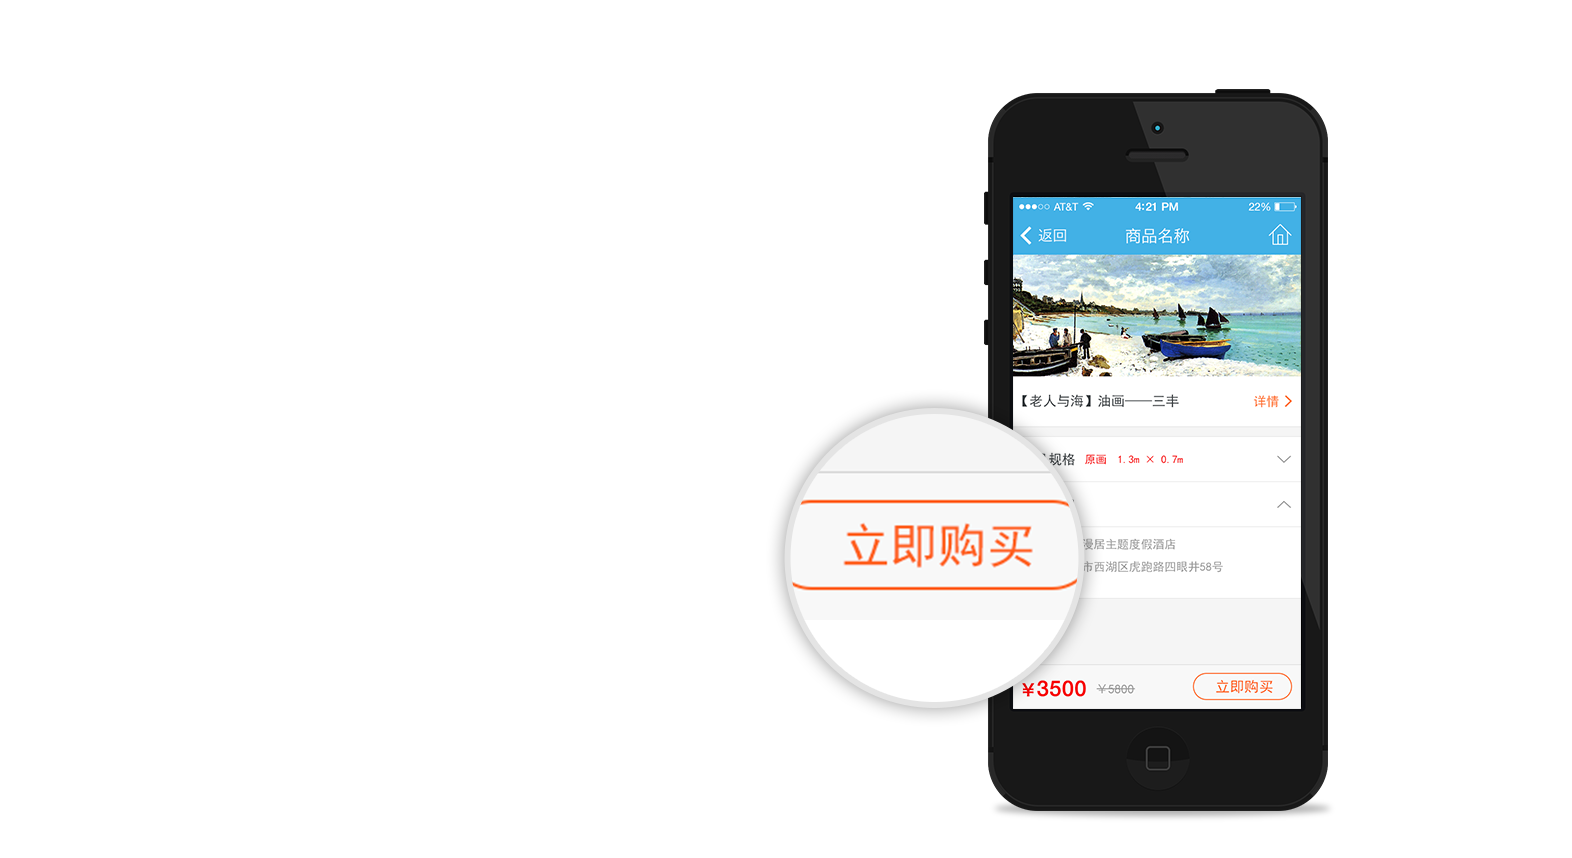 AT&T 4:21 PM 22%
返回 商品名称
【老人与海】油画——三丰 详情
规格 原画 1.3m × 0.7m
漫居主题度假酒店
市西湖区虎跑路四眼井58号
立即购买
¥3500 ¥5800 立即购买